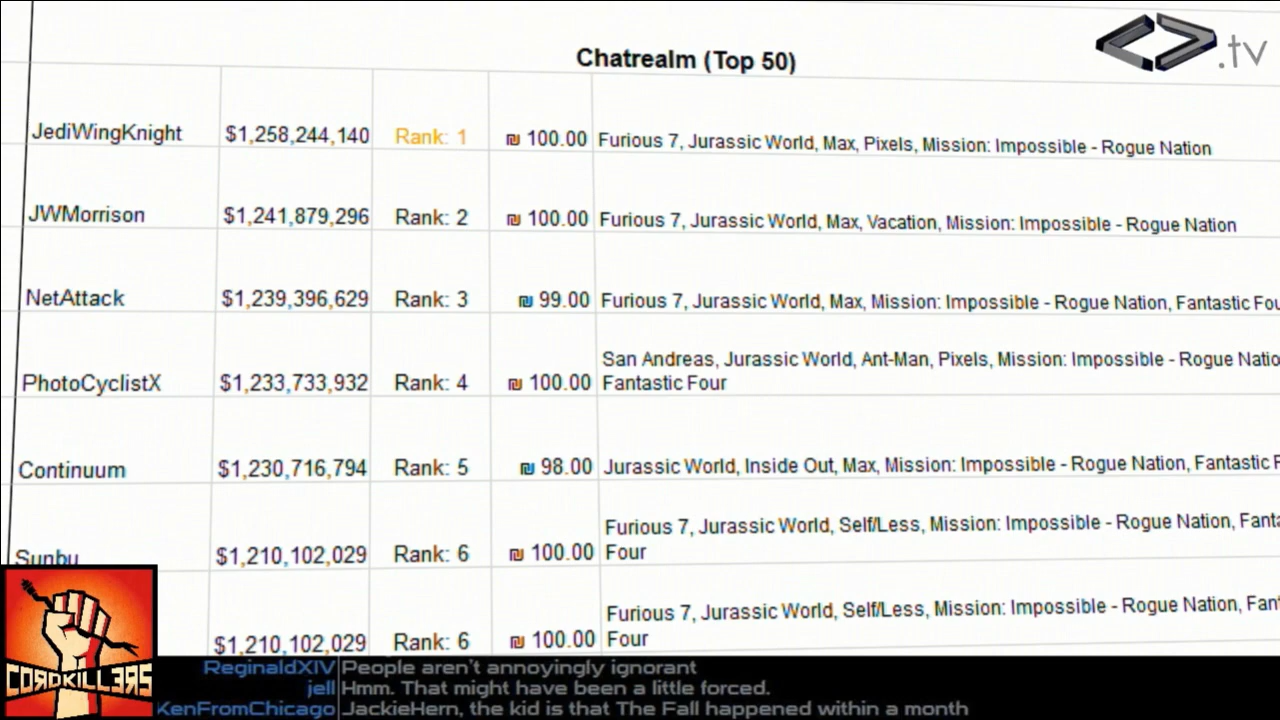 Chatrealm (Top 50)
.tv
JediWingKnight $1,258,244,140 Rank: 1 ₪ 100.00 Furious 7, Jurassic World, Max, Pixels, Mission: Impossible - Rogue Nation
JWMorrison $1,241,879,296 Rank: 2 ₪ 100.00 Furious 7, Jurassic World, Max, Vacation, Mission: Impossible - Rogue Nation
NetAttack $1,239,396,629 Rank: 3 ₪ 99.00 Furious 7, Jurassic World, Max, Mission: Impossible - Rogue Nation, Fantastic Fou
San Andreas, Jurassic World, Ant-Man, Pixels, Mission: Impossible - Rogue Natio
PhotoCyclistX $1,233,733,932 Rank: 4 ₪ 100.00 Fantastic Four
Continuum $1,230,716,794 Rank: 5 ₪ 98.00 Jurassic World, Inside Out, Max, Mission: Impossible - Rogue Nation, Fantastic F
Furious 7, Jurassic World, Self/Less, Mission: Impossible - Rogue Nation, Fanta
Sunbu $1,210,102,029 Rank: 6 ₪ 100.00 Four
Furious 7, Jurassic World, Self/Less, Mission: Impossible - Rogue Nation, Fant
$1,210,102,029 Rank: 6 ₪ 100.00 Four
CORDKILLERS
ReginaldXIV People aren't annoyingly ignorant
jell Hmm. That might have been a little forced.
KenFromChicago JackieHern, the kid is that The Fall happened within a month